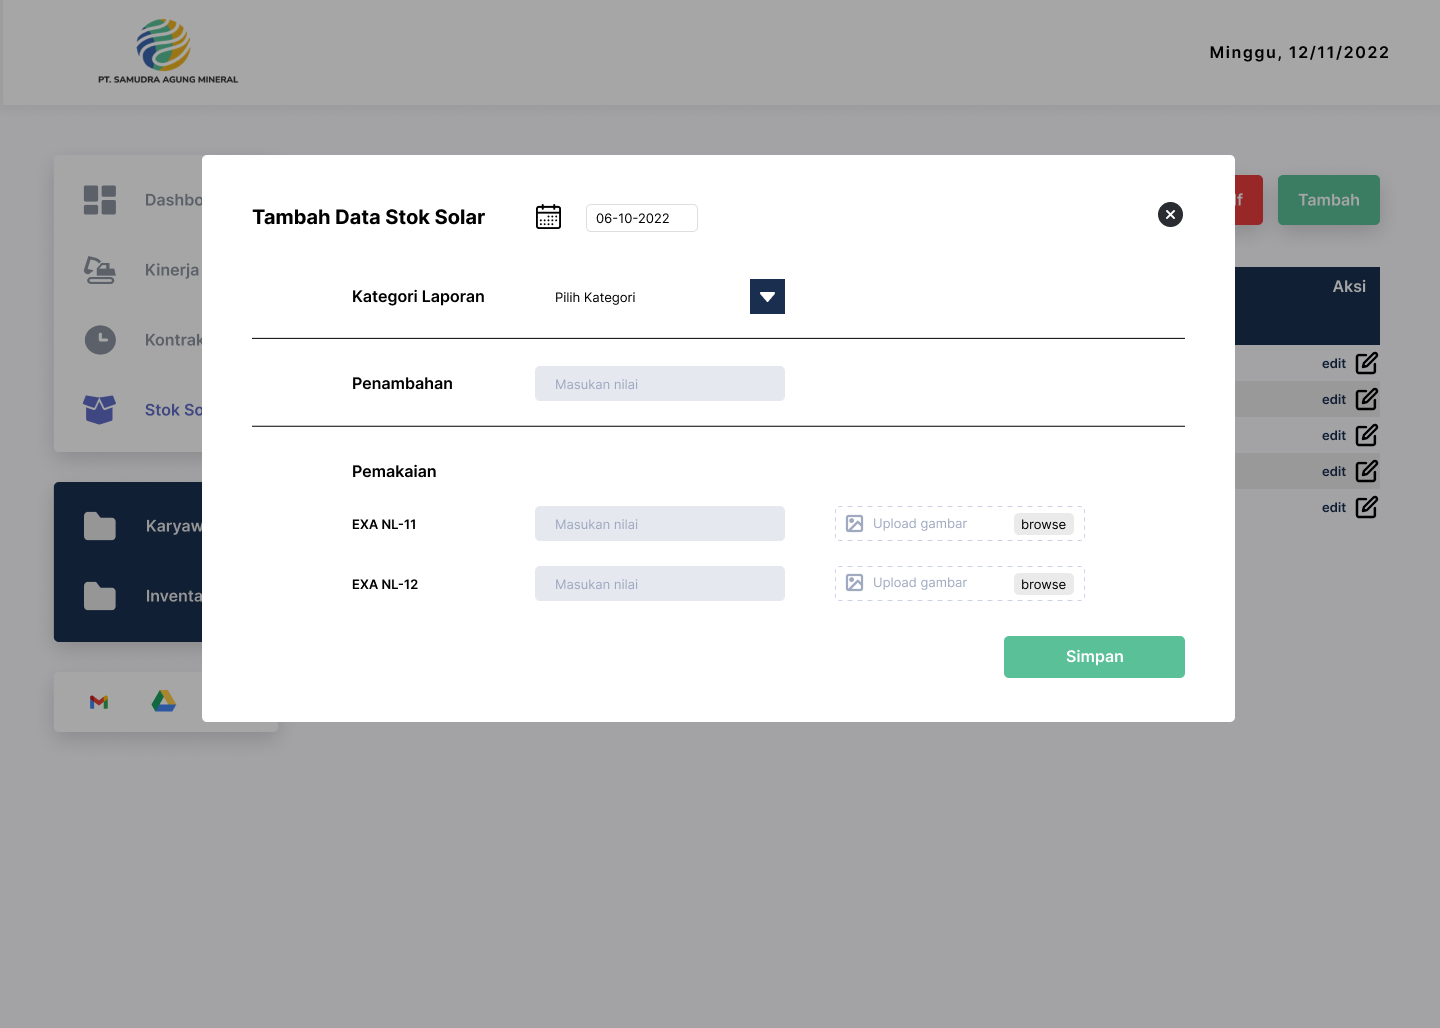 PT. SAMUDRA AGUNG MINERAL
Minggu, 12/11/2022
Dashbo
Kinerja
Kontrak
Stok So
Karyaw
Inventa
Tambah Data Stok Solar
06-10-2022
Kategori Laporan
Pilih Kategori
Penambahan
Masukan nilai
Pemakaian
EXA NL-11
Masukan nilai
Upload gambar
browse
EXA NL-12
Masukan nilai
Upload gambar
browse
Simpan
Tambah
Aksi
edit
edit
edit
edit
edit